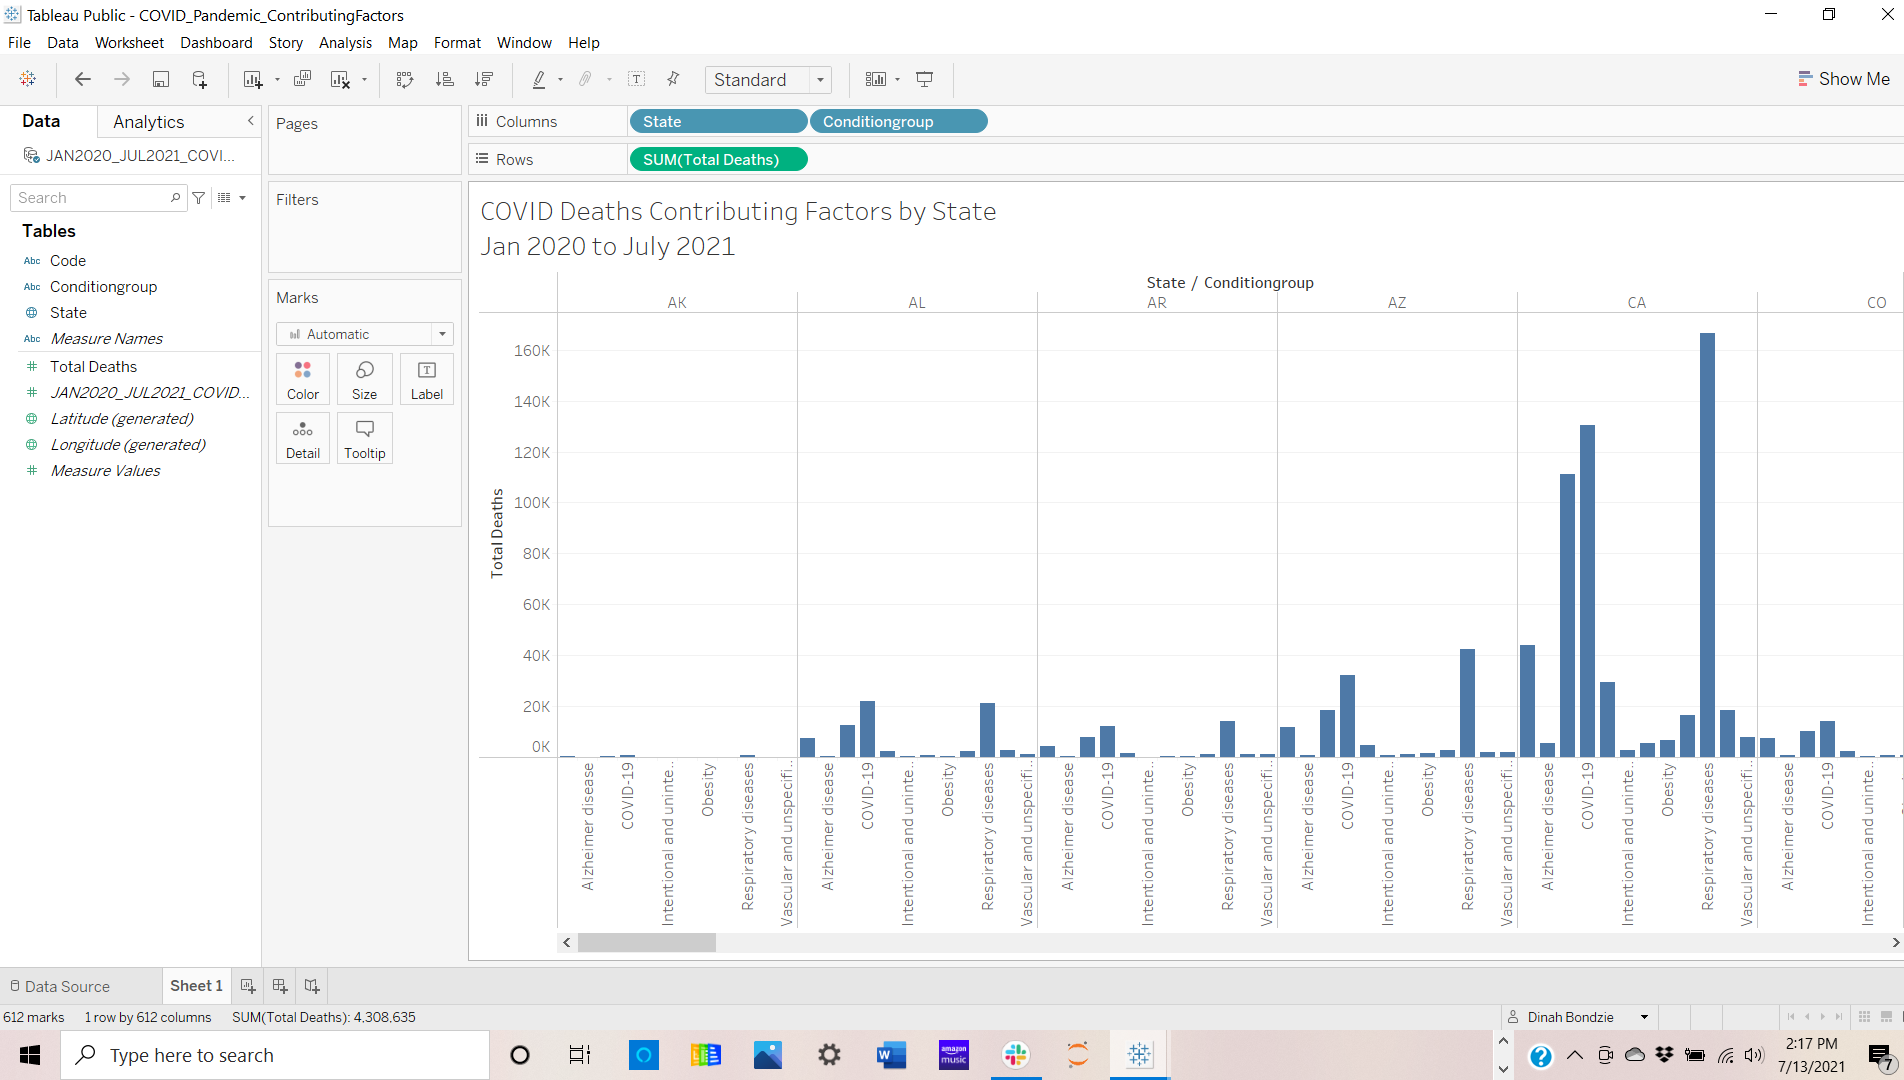 Tableau Public - COVID_Pandemic_ContributingFactors
File Data Worksheet Dashboard Story Analysis Map Format Window Help
Standard
Show Me
Data Analytics
JAN2020_JUL2021_COVI...
Search
Tables
Abc Code
Abc Conditiongroup
State
Abc Measure Names
Total Deaths
JAN2020_JUL2021_COVID...
Latitude (generated)
Longitude (generated)
Measure Values
Pages
Filters
Marks
Automatic
Color Size Label
Detail Tooltip
Columns State Conditiongroup
Rows SUM(Total Deaths)
COVID Deaths Contributing Factors by State
Jan 2020 to July 2021
State / Conditiongroup
AK AL AR AZ CA CO
Total Deaths
160K
140K
120K
100K
80K
60K
40K
20K
0K
Alzheimer disease
COVID-19
Intentional and uninte..
Obesity
Respiratory diseases
Vascular and unspecifi..
Alzheimer disease
COVID-19
Intentional and uninte..
Obesity
Respiratory diseases
Vascular and unspecifi..
Alzheimer disease
COVID-19
Intentional and uninte..
Obesity
Respiratory diseases
Vascular and unspecifi..
Alzheimer disease
COVID-19
Intentional and uninte..
Obesity
Respiratory diseases
Vascular and unspecifi..
Alzheimer disease
COVID-19
Intentional and uninte..
Obesity
Respiratory diseases
Vascular and unspecifi..
Alzheimer disease
COVID-19
Intentional and uninte..
Data Source Sheet 1
612 marks 1 row by 612 columns SUM(Total Deaths): 4,308,635
Dinah Bondzie
Type here to search
amazon
music
2:17 PM
7/13/2021
7